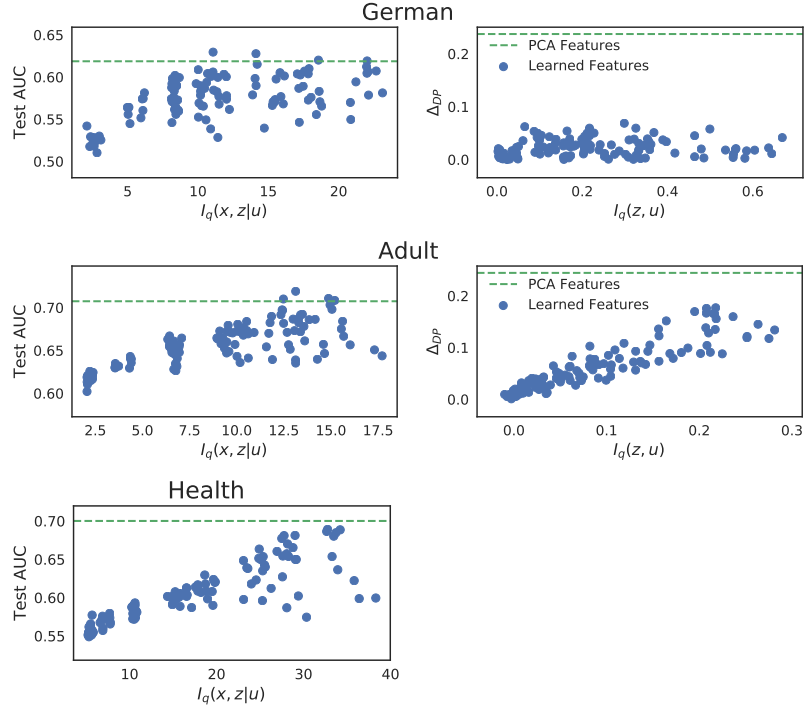 German
0.65
0.60
0.55
0.50
Test AUC
5
10
15
20
I_q(x, z|u)
0.2
0.1
0.0
Δ_DP
PCA Features
Learned Features
0.0
0.2
0.4
0.6
I_q(z, u)
Adult
0.70
0.65
0.60
Test AUC
2.5
5.0
7.5
10.0
12.5
15.0
17.5
I_q(x, z|u)
0.2
0.1
0.0
Δ_DP
PCA Features
Learned Features
0.0
0.1
0.2
0.3
I_q(z, u)
Health
0.70
0.65
0.60
0.55
Test AUC
10
20
30
40
I_q(x, z|u)